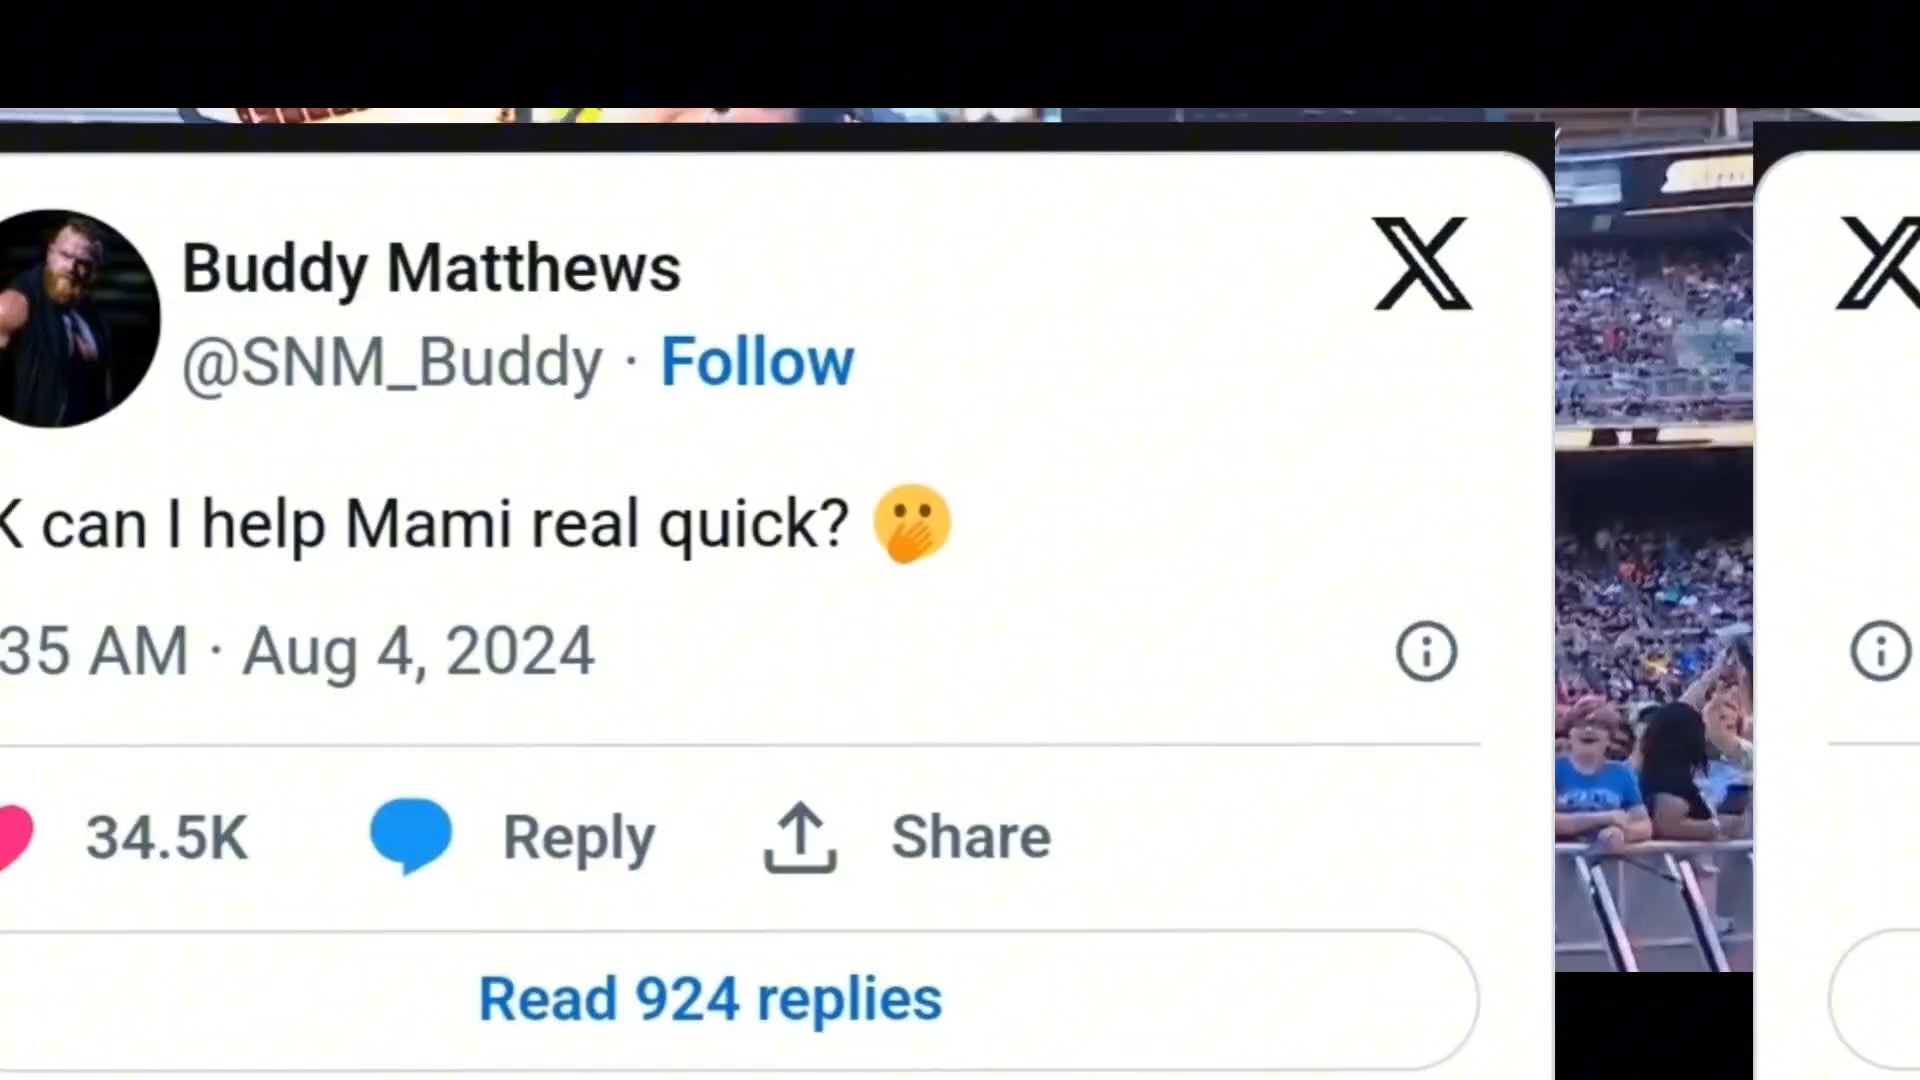 Buddy Matthews
@SNM_Buddy · Follow
K can I help Mami real quick? 🫢
35 AM · Aug 4, 2024
34.5K Reply Share
Read 924 replies